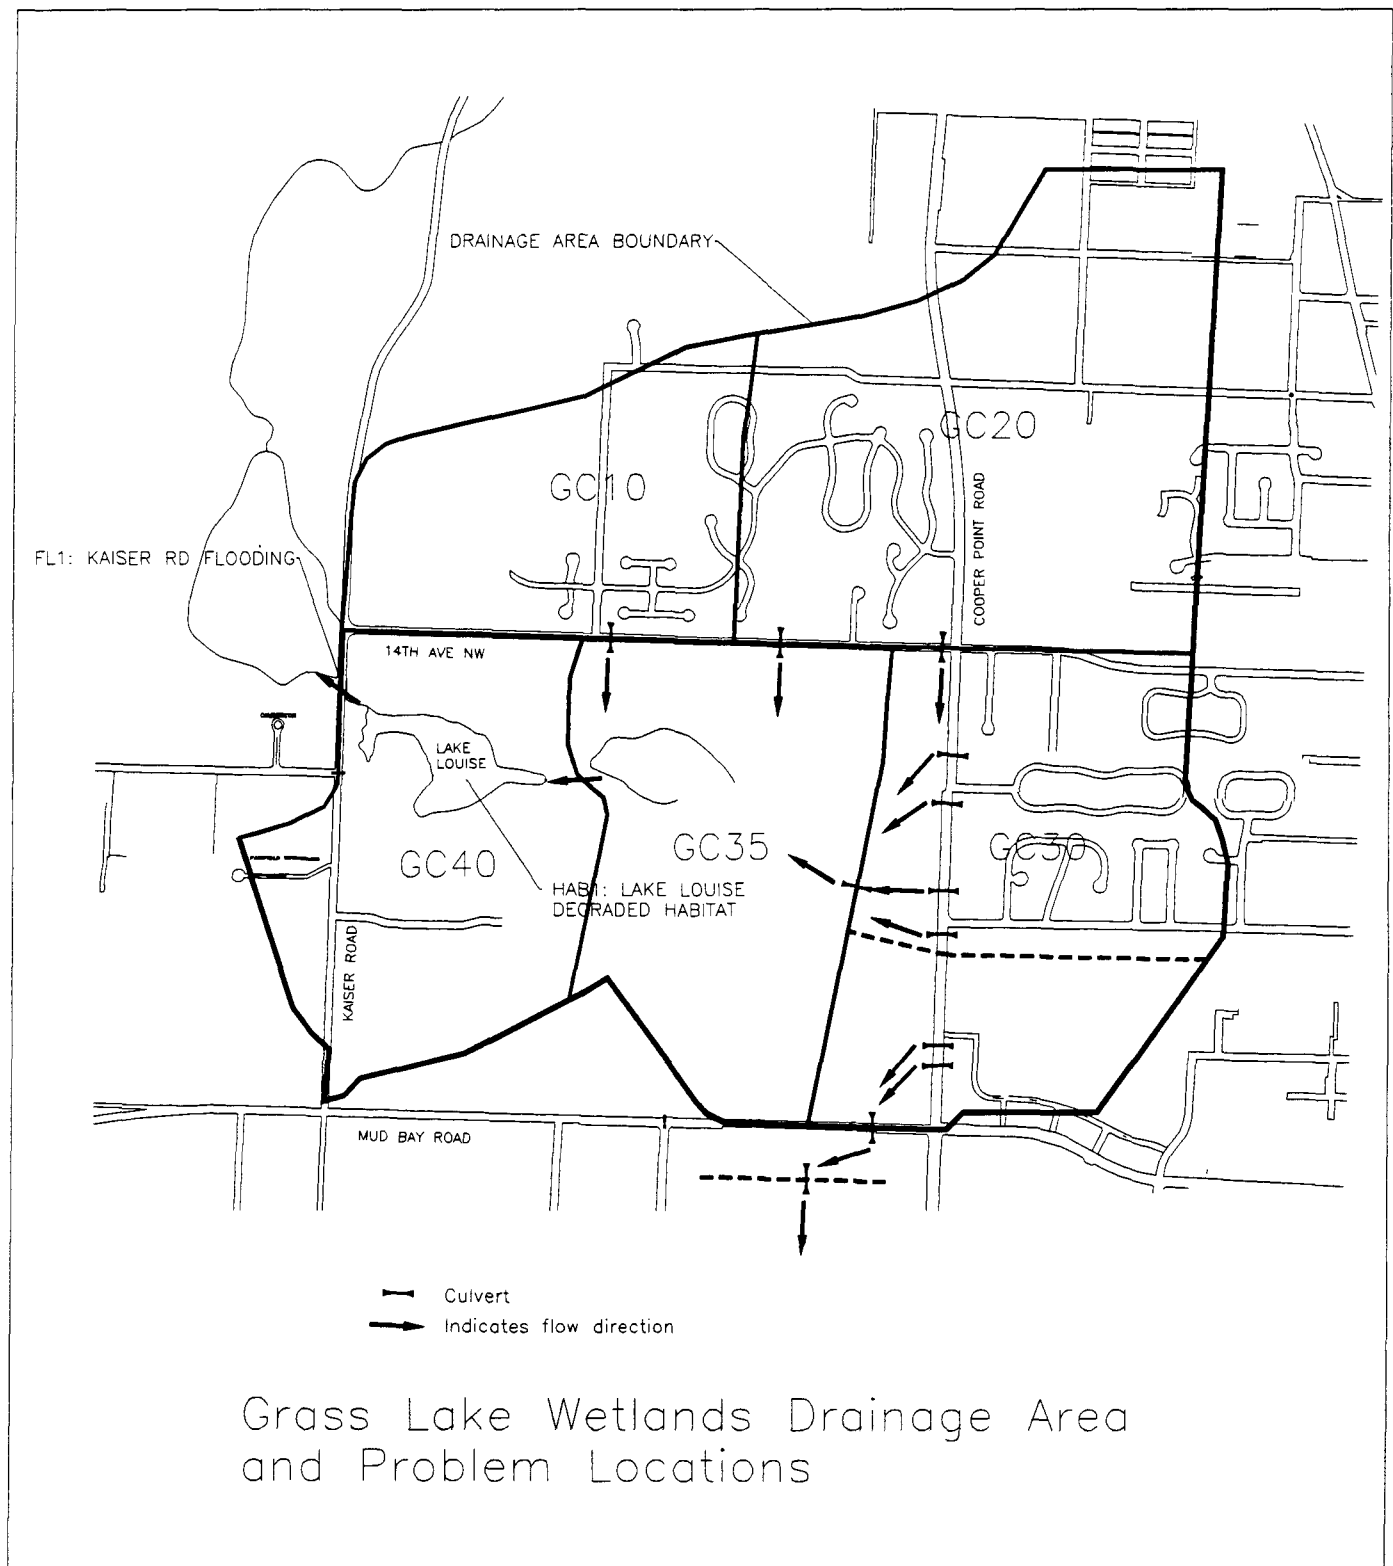 DRAINAGE AREA BOUNDARY
GC20
GC10
COOPER POINT ROAD
FL1: KAISER RD FLOODING
14TH AVE NW
LAKE
LOUISE
GC35
GC30
GC40
HAB1: LAKE LOUISE
DEGRADED HABITAT
KAISER ROAD
MUD BAY ROAD
Culvert
Indicates flow direction
Grass Lake Wetlands Drainage Area
and Problem Locations